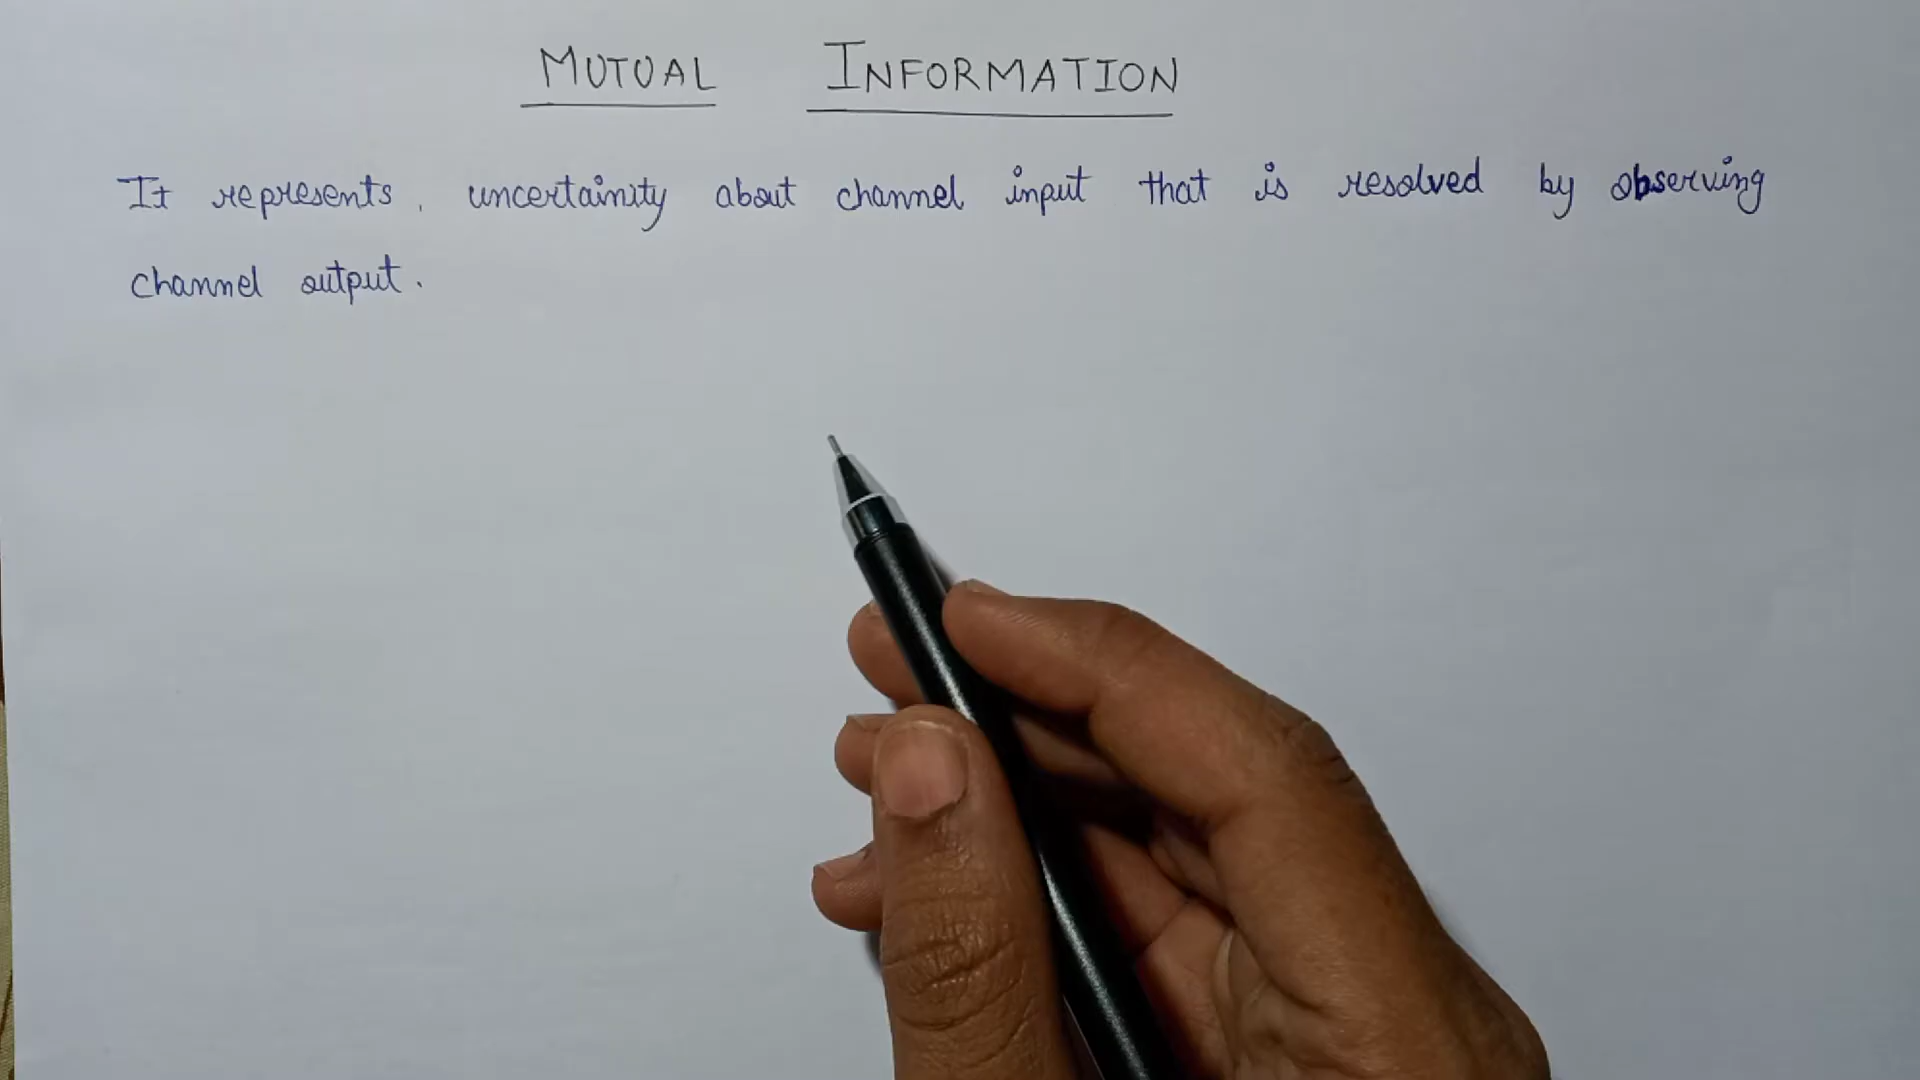 MUTUAL INFORMATION
It represents, uncertainity about channel input that is resolved by observing
channel output.